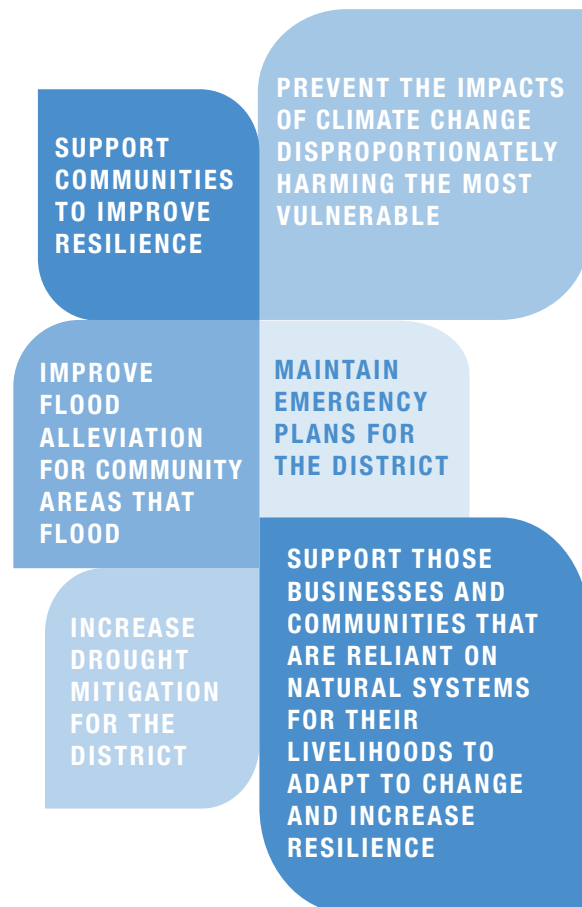 SUPPORT
COMMUNITIES
TO IMPROVE
RESILIENCE
PREVENT THE IMPACTS
OF CLIMATE CHANGE
DISPROPORTIONATELY
HARMING THE MOST
VULNERABLE
IMPROVE
FLOOD
ALLEVIATION
FOR COMMUNITY
AREAS THAT
FLOOD
MAINTAIN
EMERGENCY
PLANS FOR
THE DISTRICT
INCREASE
DROUGHT
MITIGATION
FOR THE
DISTRICT
SUPPORT THOSE
BUSINESSES AND
COMMUNITIES THAT
ARE RELIANT ON
NATURAL SYSTEMS
FOR THEIR
LIVELIHOODS TO
ADAPT TO CHANGE
AND INCREASE
RESILIENCE